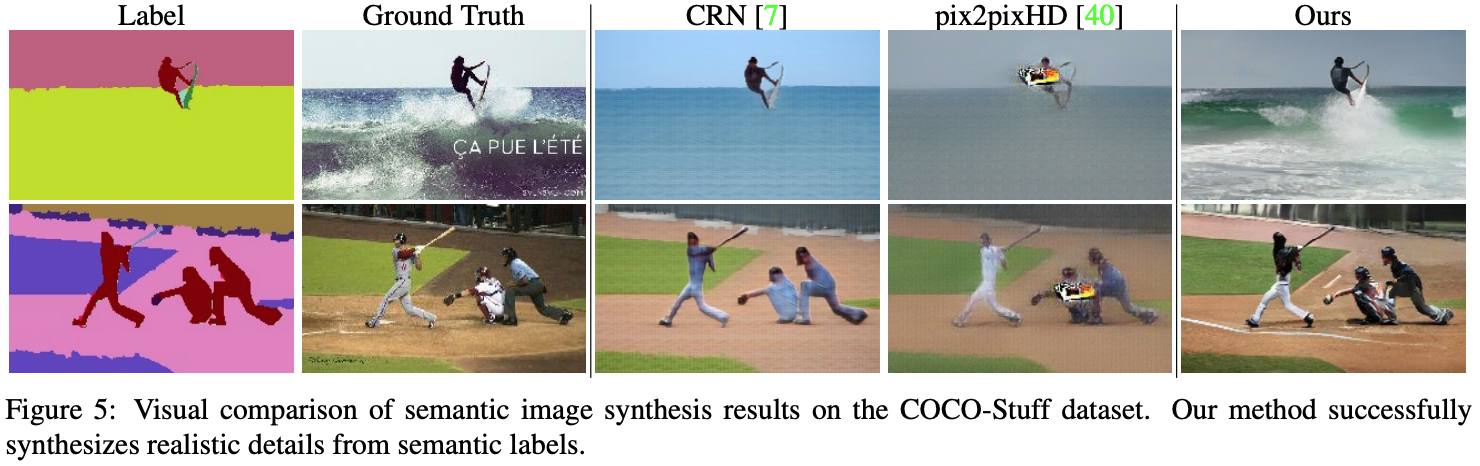 Label
Ground Truth
CRN [7]
pix2pixHD [40]
Ours
ÇA PUE L'ÉTÉ
Figure 5: Visual comparison of semantic image synthesis results on the COCO-Stuff dataset. Our method successfully
synthesizes realistic details from semantic labels.